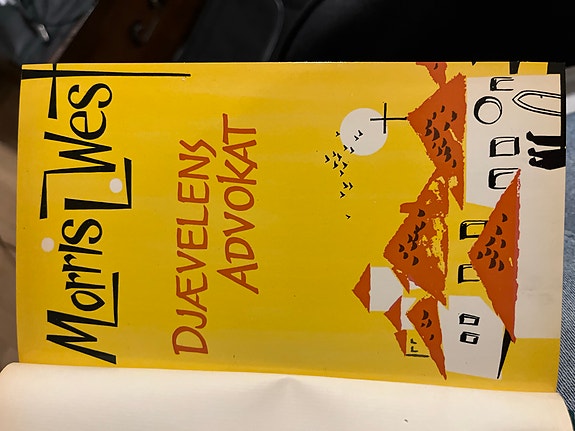 Morris L. West
DJÆVELENS
ADVOKAT